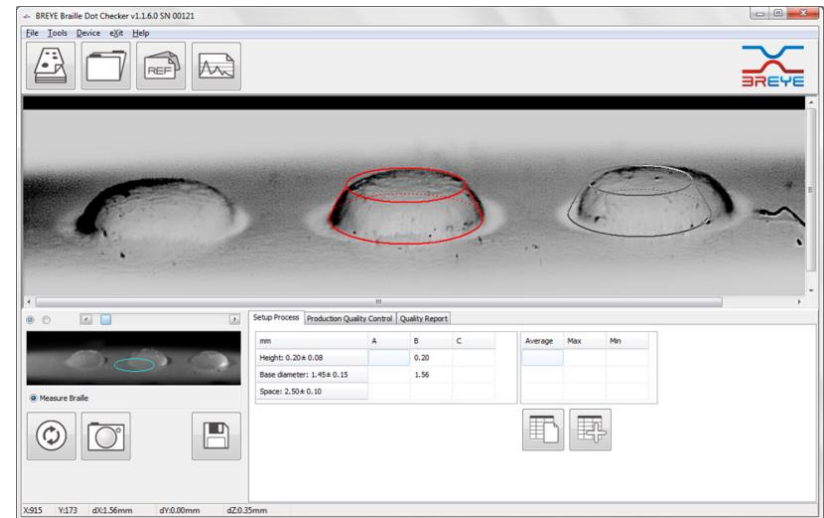 BREYE Braille Dot Checker v1.1.6.0 SN 00121
File Tools Device eXit Help
REF
BREYE
Setup Process Production Quality Control Quality Report
mm A B C Average Max Min
Height: 0.20± 0.08 0.20
Base diameter: 1.45± 0.15 1.56
Space: 2.50± 0.10
Measure Braille
X:915 Y:173 dX:1.56mm dY:0.00mm dZ:0.35mm